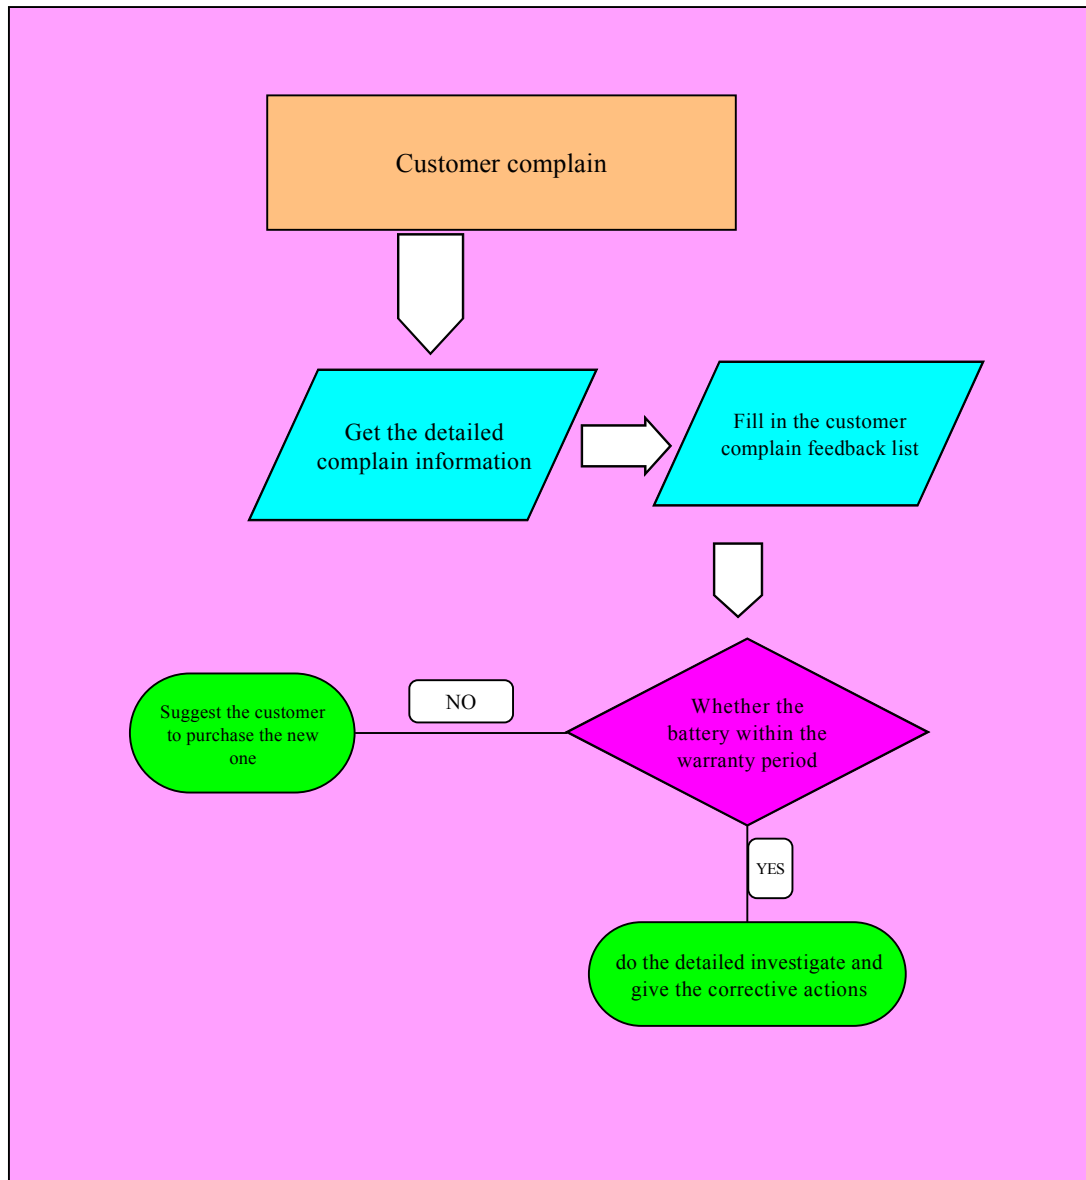 Customer complain
Get the detailed
complain information
Fill in the customer
complain feedback list
Whether the
battery within the
warranty period
NO
Suggest the customer
to purchase the new
one
YES
do the detailed investigate and
give the corrective actions